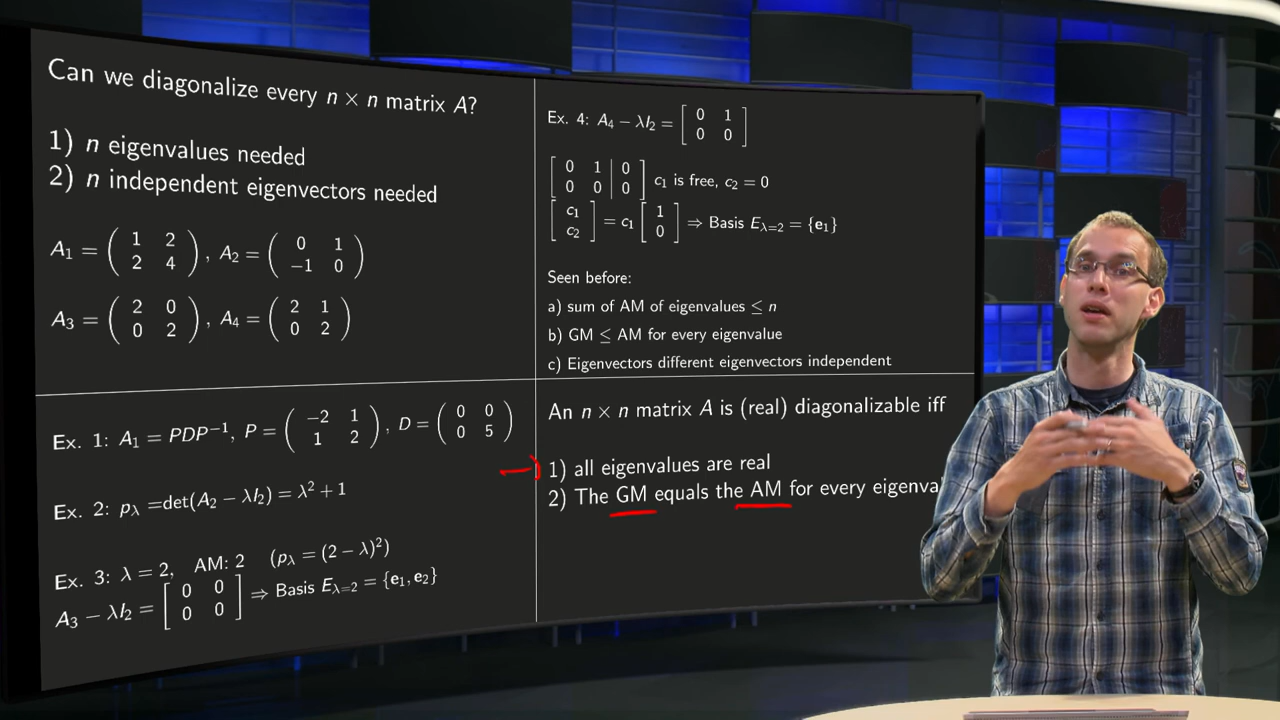 Can we diagonalize every n × n matrix A?
1) n eigenvalues needed
2) n independent eigenvectors needed
A₁ = ( 1 2 ; 2 4 ), A₂ = ( 0 1 ; −1 0 )
A₃ = ( 2 0 ; 0 2 ), A₄ = ( 2 1 ; 0 2 )
Ex. 1: A₁ = PDP⁻¹, P = ( −2 1 ; 1 2 ), D = ( 0 0 ; 0 5 )
Ex. 2: p_λ =det(A₂ − λI₂) = λ² + 1
Ex. 3: λ = 2, AM: 2 (p_λ = (2 − λ)²)
A₃ − λI₂ = [ 0 0 ; 0 0 ] ⇒ Basis E_λ=2 = {e₁, e₂}
Ex. 4: A₄ − λI₂ = [ 0 1 ; 0 0 ]
[ 0 1 | 0 ; 0 0 | 0 ] c₁ is free, c₂ = 0
[ c₁ ; c₂ ] = c₁ [ 1 ; 0 ] ⇒ Basis E_λ=2 = {e₁}
Seen before:
a) sum of AM of eigenvalues ≤ n
b) GM ≤ AM for every eigenvalue
c) Eigenvectors different eigenvectors independent
An n × n matrix A is (real) diagonalizable iff
1) all eigenvalues are real
2) The GM equals the AM for every eigenva